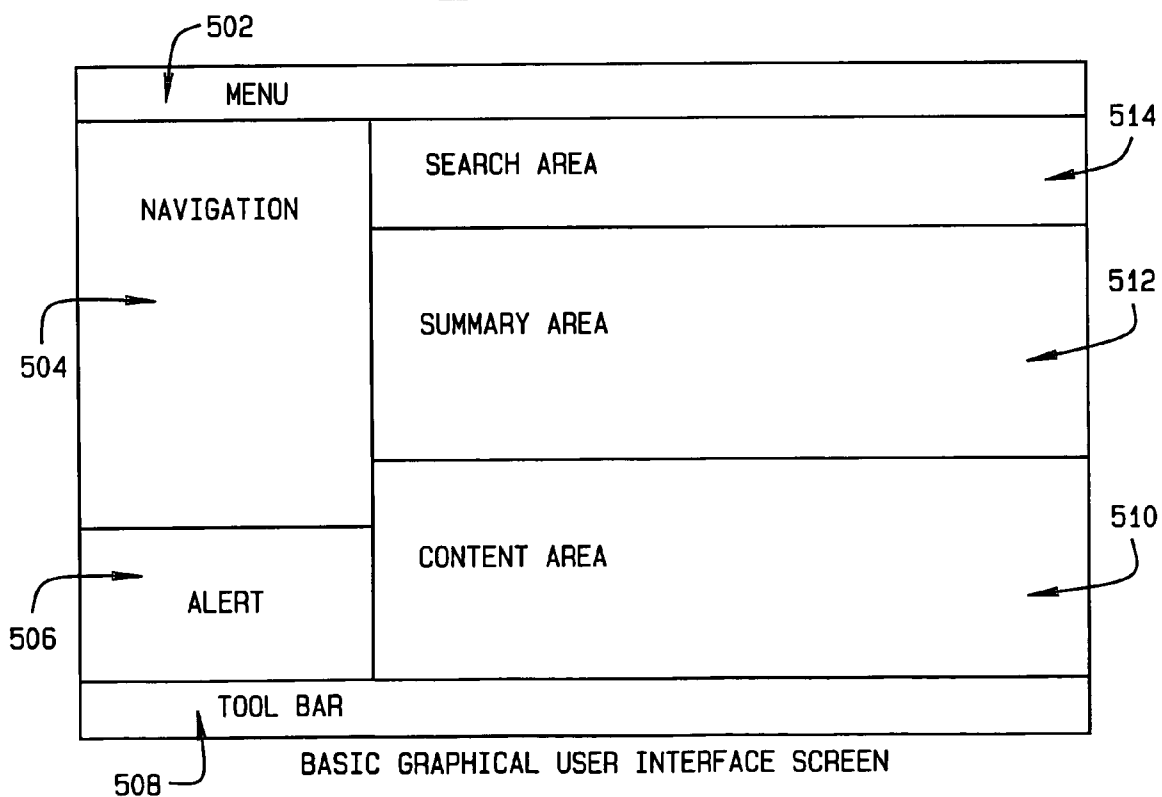 502
MENU
514
SEARCH AREA
NAVIGATION
512
SUMMARY AREA
504
510
CONTENT AREA
ALERT
506
TOOL BAR
BASIC GRAPHICAL USER INTERFACE SCREEN
508